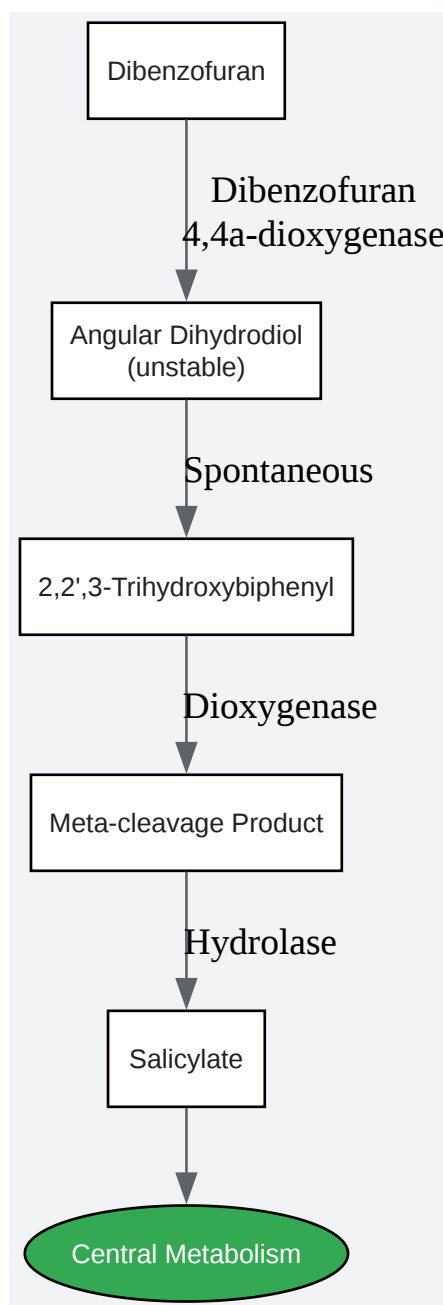 Dibenzofuran
Dibenzofuran
4,4a-dioxygenase
Angular Dihydrodiol
(unstable)
Spontaneous
2,2',3-Trihydroxybiphenyl
Dioxygenase
Meta-cleavage Product
Hydrolase
Salicylate
Central Metabolism